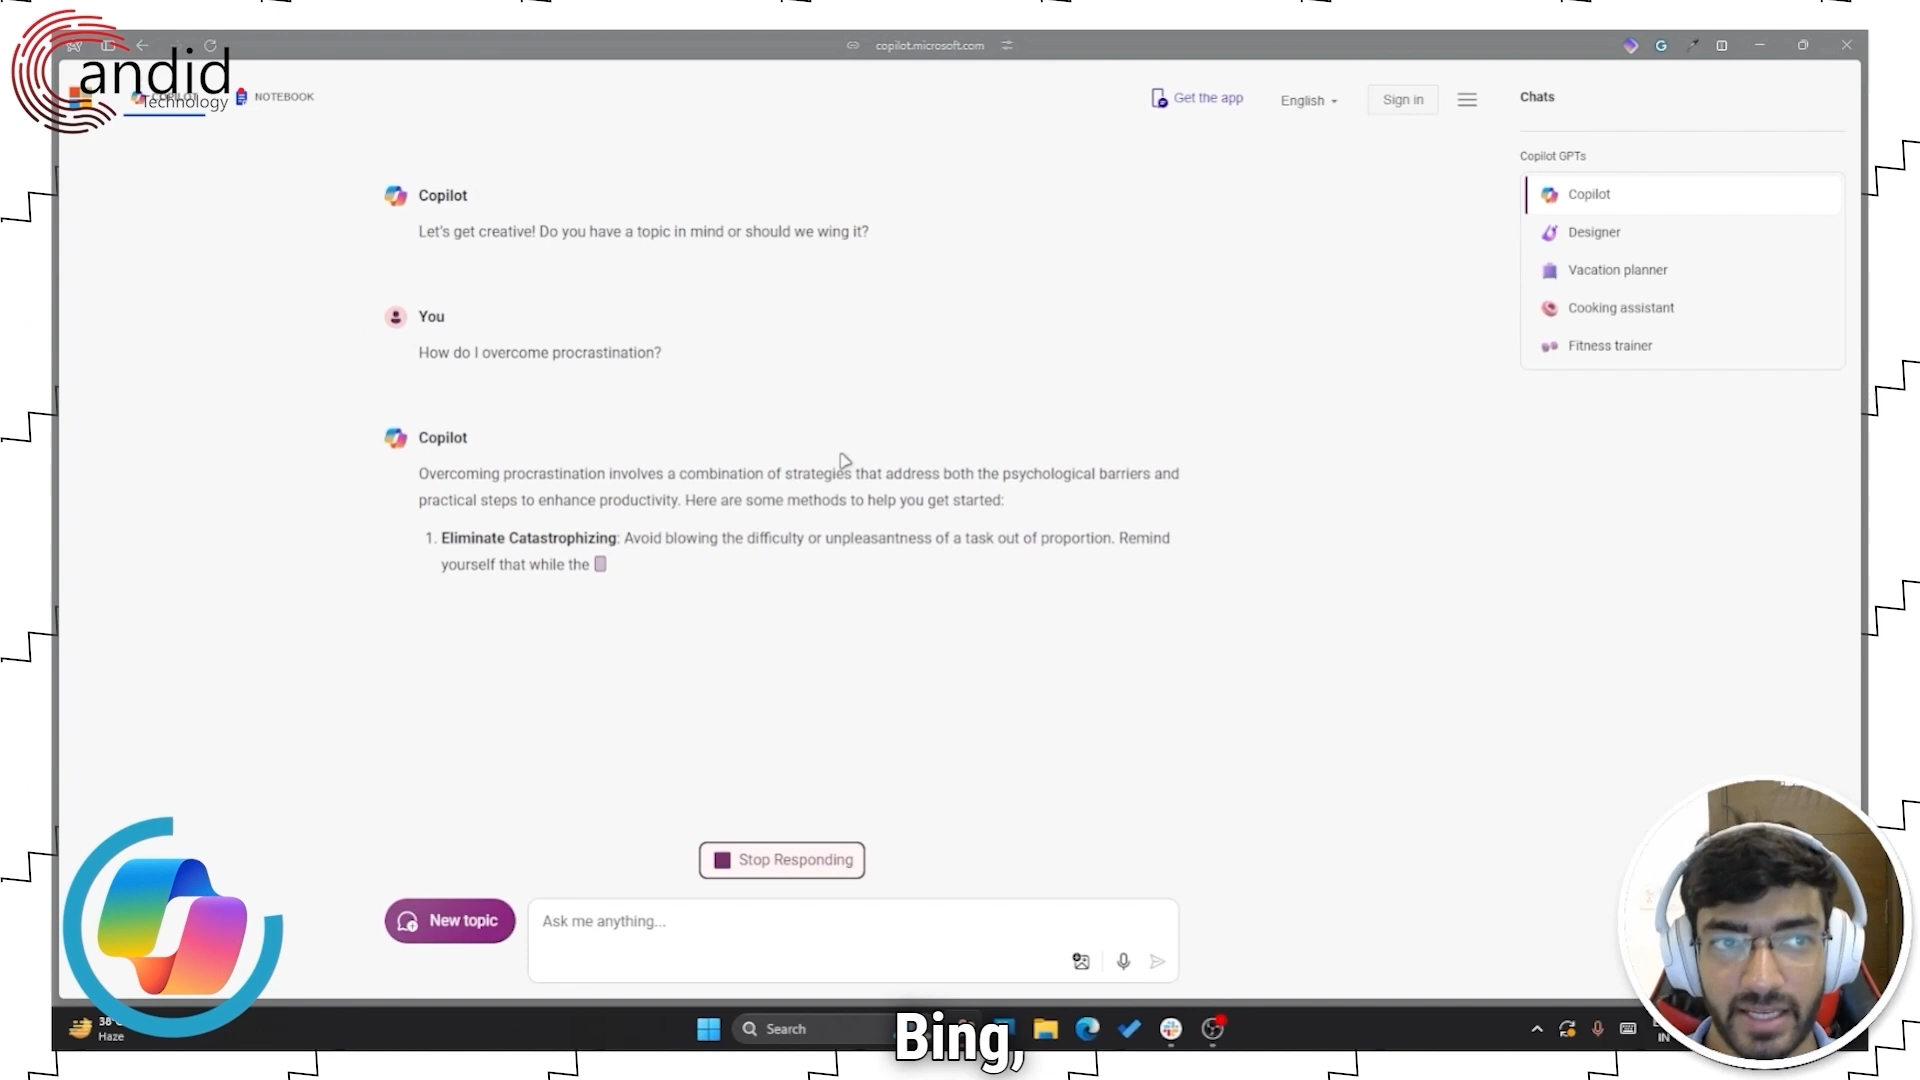 andid
Technology
NOTEBOOK
copilot.microsoft.com
Get the app
English
Sign in
Chats
Copilot GPTs
Copilot
Designer
Vacation planner
Cooking assistant
Fitness trainer
Copilot
Let's get creative! Do you have a topic in mind or should we wing it?
You
How do I overcome procrastination?
Copilot
Overcoming procrastination involves a combination of strategies that address both the psychological barriers and
practical steps to enhance productivity. Here are some methods to help you get started:
1. Eliminate Catastrophizing: Avoid blowing the difficulty or unpleasantness of a task out of proportion. Remind
yourself that while the
Stop Responding
New topic
Ask me anything...
Haze
Search
Bing,
IN